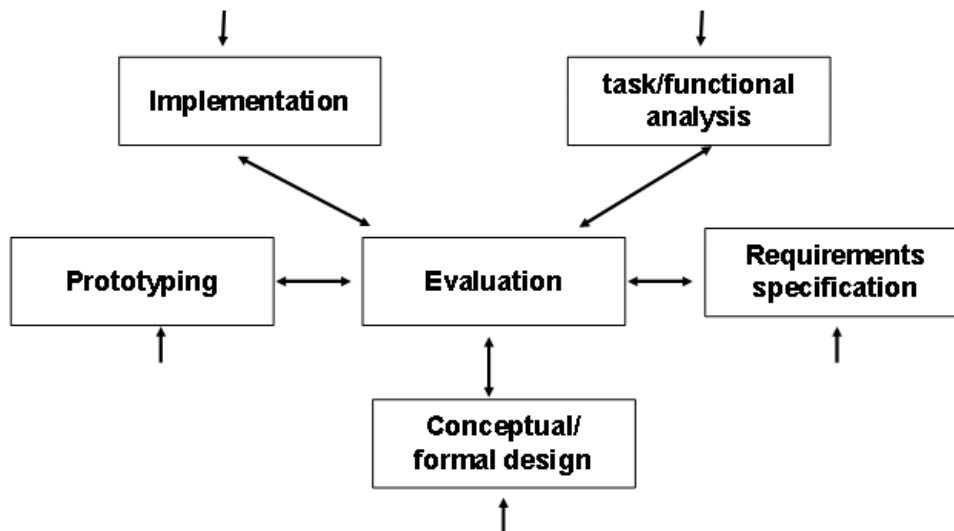 Implementation
task/functional
analysis
Prototyping
Evaluation
Requirements
specification
Conceptual/
formal design